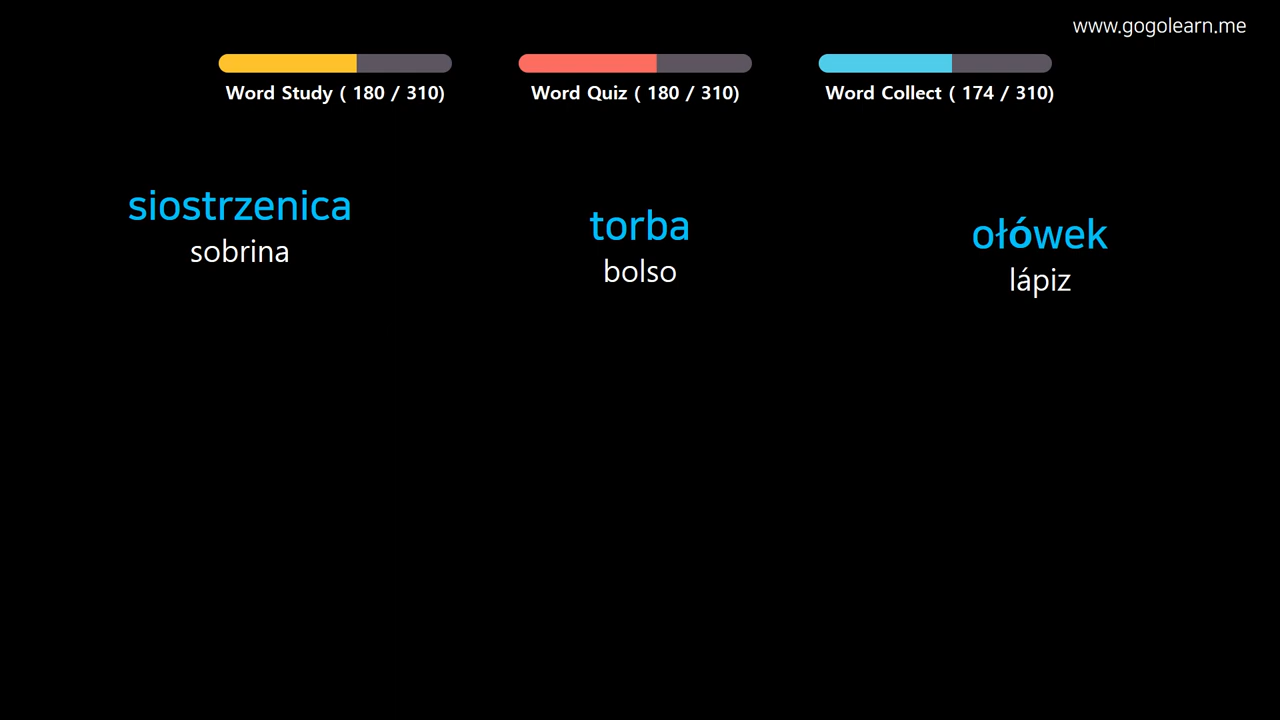 www.gogolearn.me
Word Study ( 180 / 310)
Word Quiz ( 180 / 310)
Word Collect ( 174 / 310)
siostrzenica
sobrina
torba
bolso
ołówek
lápiz